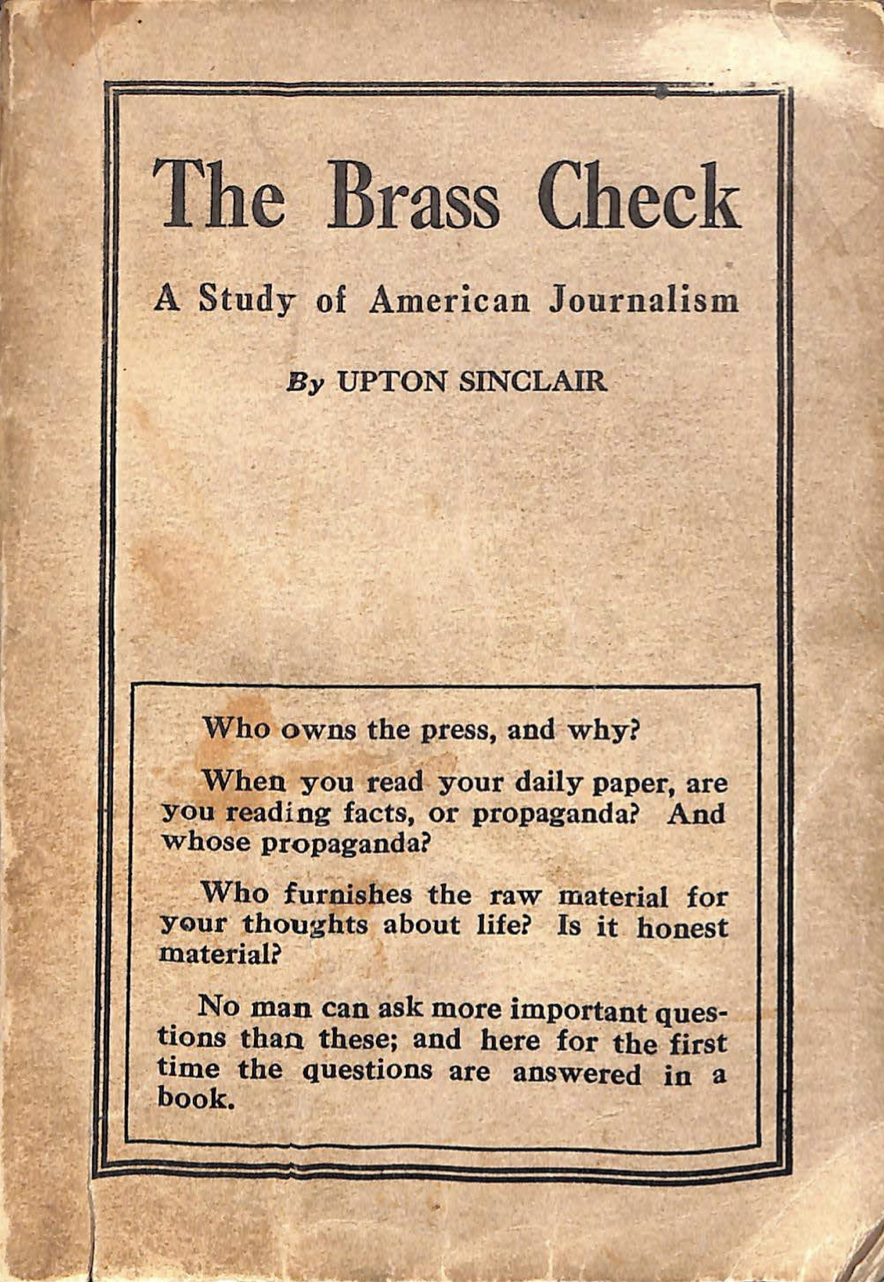 The Brass Check
A Study of American Journalism
By UPTON SINCLAIR
Who owns the press, and why?
When you read your daily paper, are
you reading facts, or propaganda? And
whose propaganda?
Who furnishes the raw material for
your thoughts about life? Is it honest
material?
No man can ask more important ques-
tions than these; and here for the first
time the questions are answered in a
book.